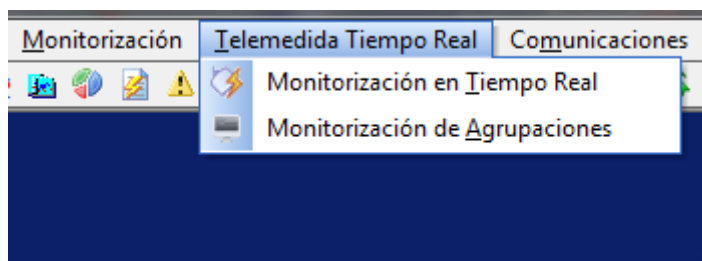 Monitorización Telemedida Tiempo Real Comunicaciones
Monitorización en Tiempo Real
Monitorización de Agrupaciones